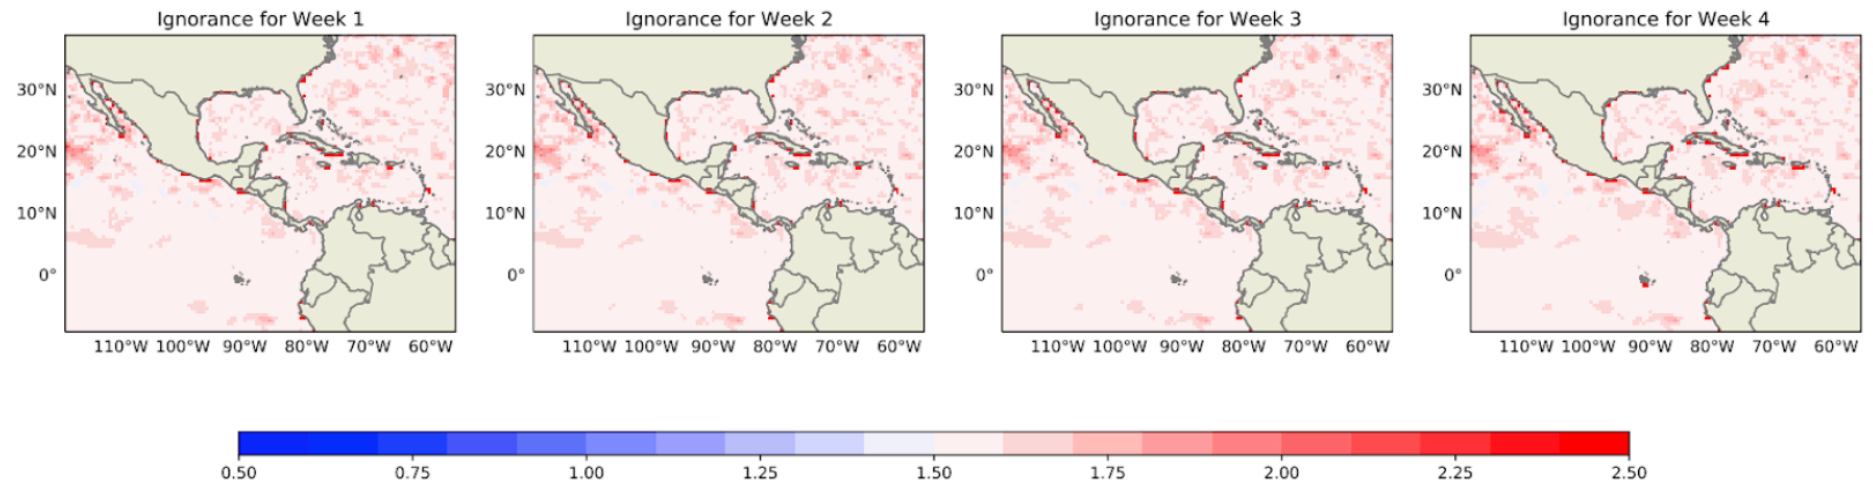 Ignorance for Week 1 Ignorance for Week 2 Ignorance for Week 3 Ignorance for Week 4
30°N 30°N 30°N 30°N
20°N 20°N 20°N 20°N
10°N 10°N 10°N 10°N
0° 0° 0° 0°
110°W 100°W 90°W 80°W 70°W 60°W 110°W 100°W 90°W 80°W 70°W 60°W 110°W 100°W 90°W 80°W 70°W 60°W 110°W 100°W 90°W 80°W 70°W 60°W
0.50 0.75 1.00 1.25 1.50 1.75 2.00 2.25 2.50